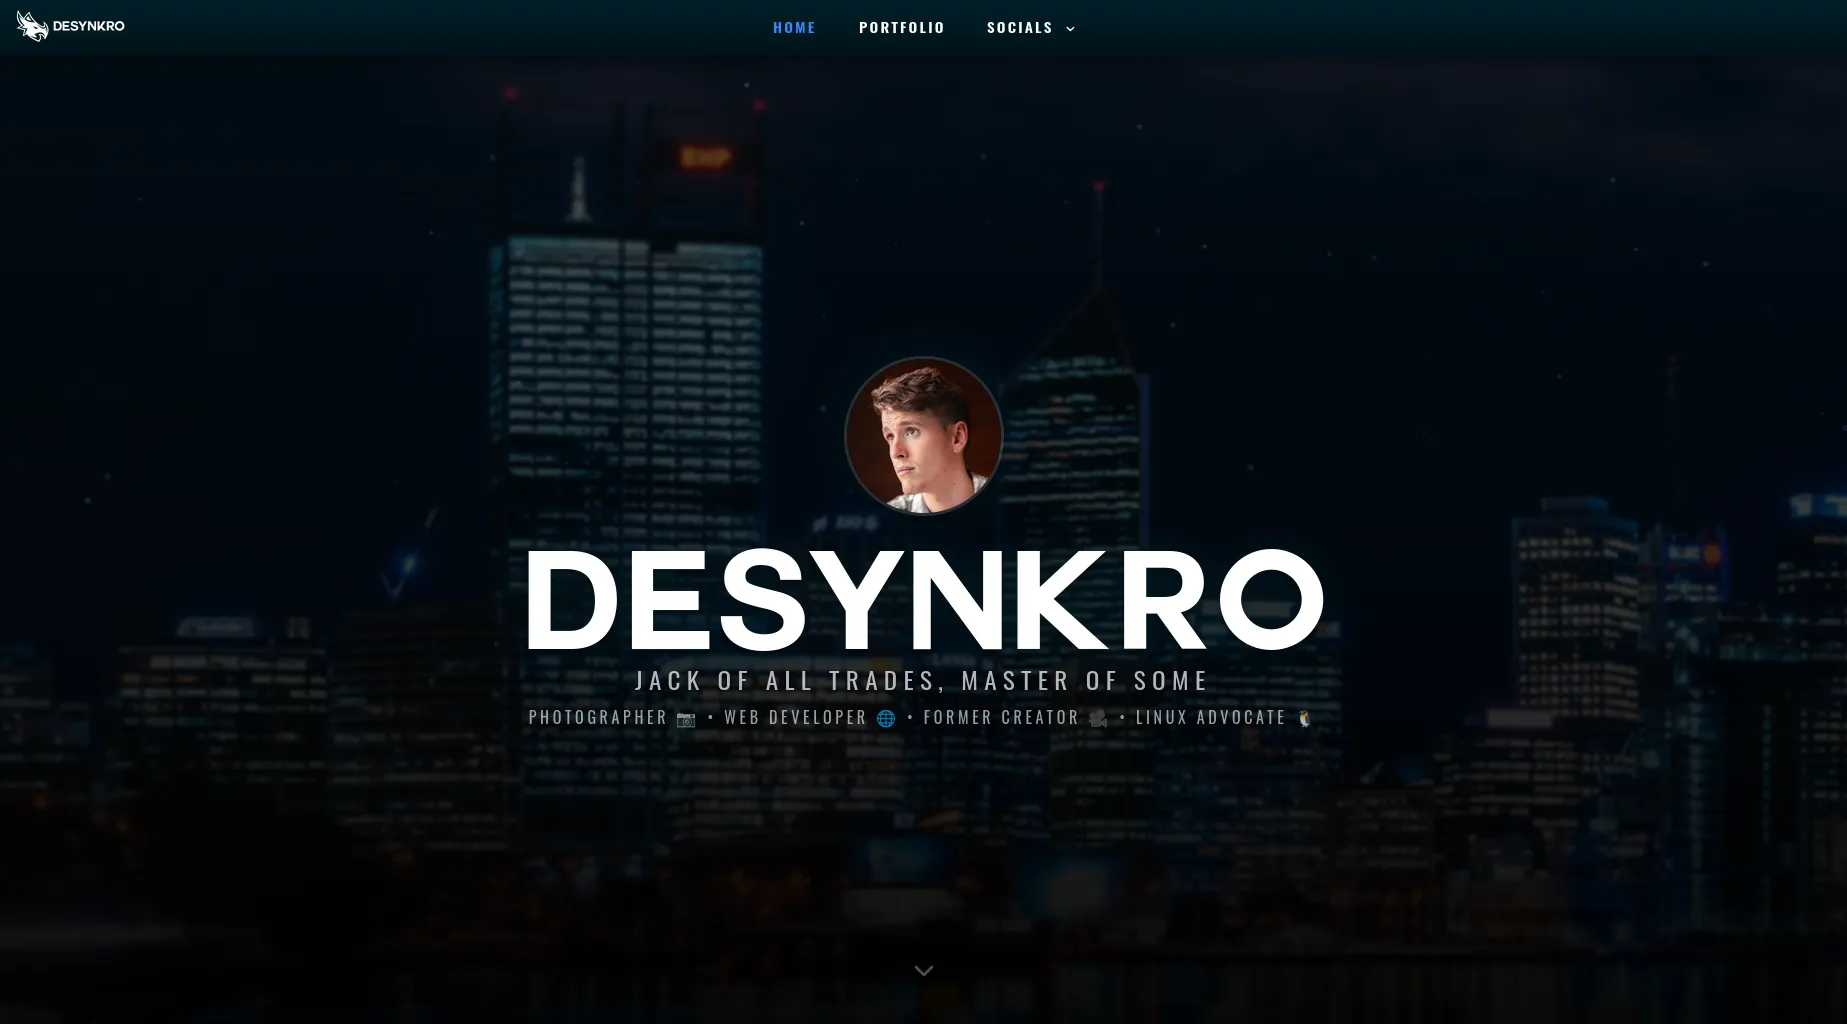 DESYNKRO
HOME PORTFOLIO SOCIALS
BHP
DESYNKRO
JACK OF ALL TRADES, MASTER OF SOME
PHOTOGRAPHER 📷 • WEB DEVELOPER 🌐 • FORMER CREATOR 🎥 • LINUX ADVOCATE 🐧